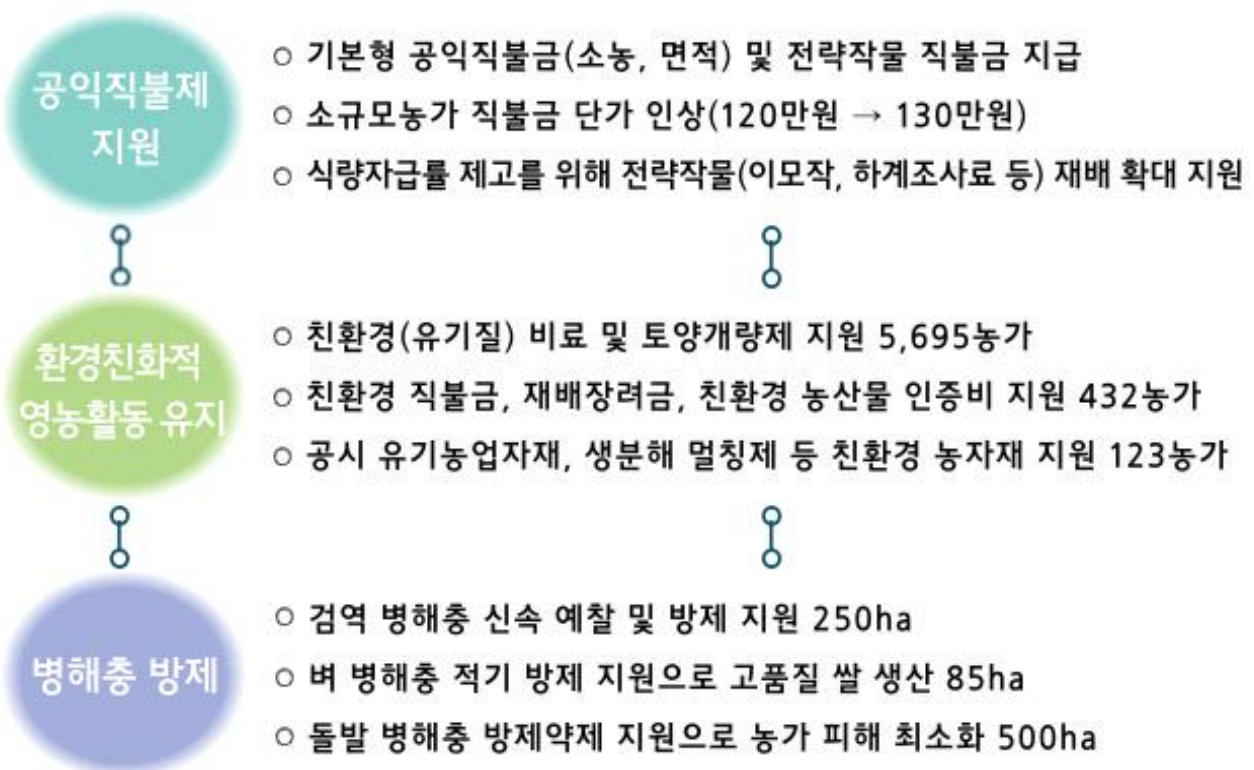 공익직불제
지원
○ 기본형 공익직불금(소농, 면적) 및 전략작물 직불금 지급
○ 소규모농가 직불금 단가 인상(120만원 → 130만원)
○ 식량자급률 제고를 위해 전략작물(이모작, 하계조사료 등) 재배 확대 지원
환경친화적
영농활동 유지
○ 친환경(유기질) 비료 및 토양개량제 지원 5,695농가
○ 친환경 직불금, 재배장려금, 친환경 농산물 인증비 지원 432농가
○ 공시 유기농업자재, 생분해 멀칭제 등 친환경 농자재 지원 123농가
병해충 방제
○ 검역 병해충 신속 예찰 및 방제 지원 250ha
○ 벼 병해충 적기 방제 지원으로 고품질 쌀 생산 85ha
○ 돌발 병해충 방제약제 지원으로 농가 피해 최소화 500ha